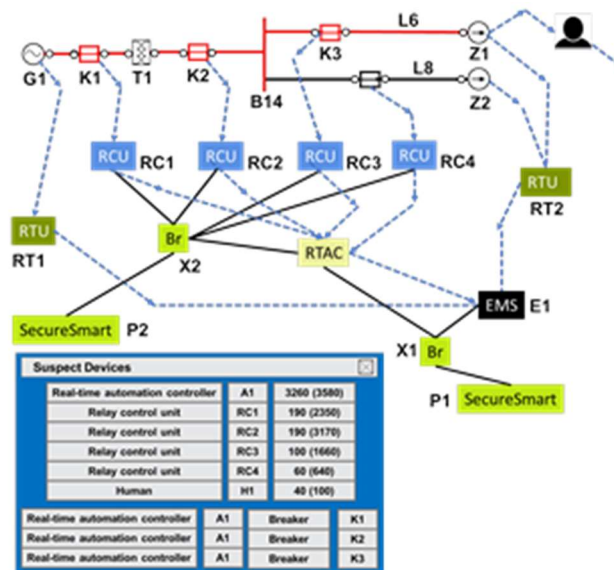 L6
G1 K1 T1 K2 K3 Z1
L8
B14 Z2
RCU RC1 RCU RC2 RCU RC3 RCU RC4
RTU
RT2
RTU
RT1
Br
X2
RTAC
EMS E1
SecureSmart P2
X1 Br
P1 SecureSmart
Suspect Devices
Real-time automation controller A1 3260 (3580)
Relay control unit RC1 190 (2350)
Relay control unit RC2 190 (3170)
Relay control unit RC3 100 (1660)
Relay control unit RC4 60 (640)
Human H1 40 (100)
Real-time automation controller A1 Breaker K1
Real-time automation controller A1 Breaker K2
Real-time automation controller A1 Breaker K3